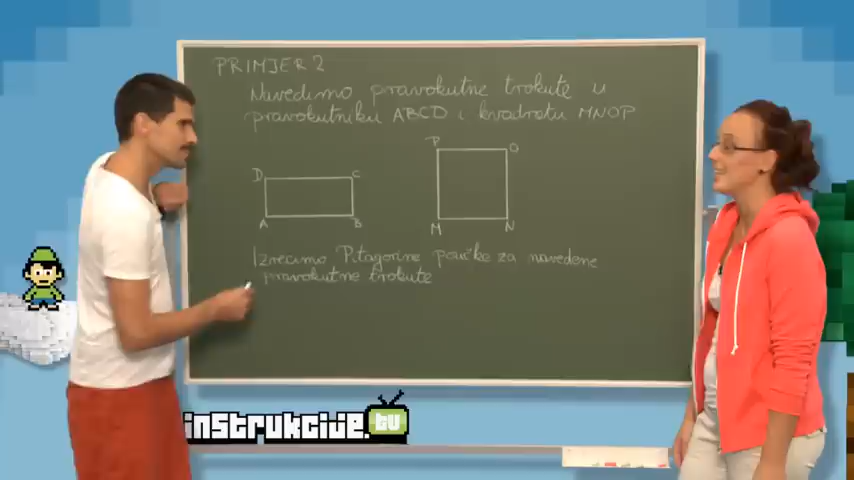 PRIMJER 2
Navedimo pravokutne trokute u
pravokutniku ABCD i kvadratu MNOP
P O
D C
A B
M N
Izrecimo Pitagorine poučke za navedene
pravokutne trokute
instrukcije.tv